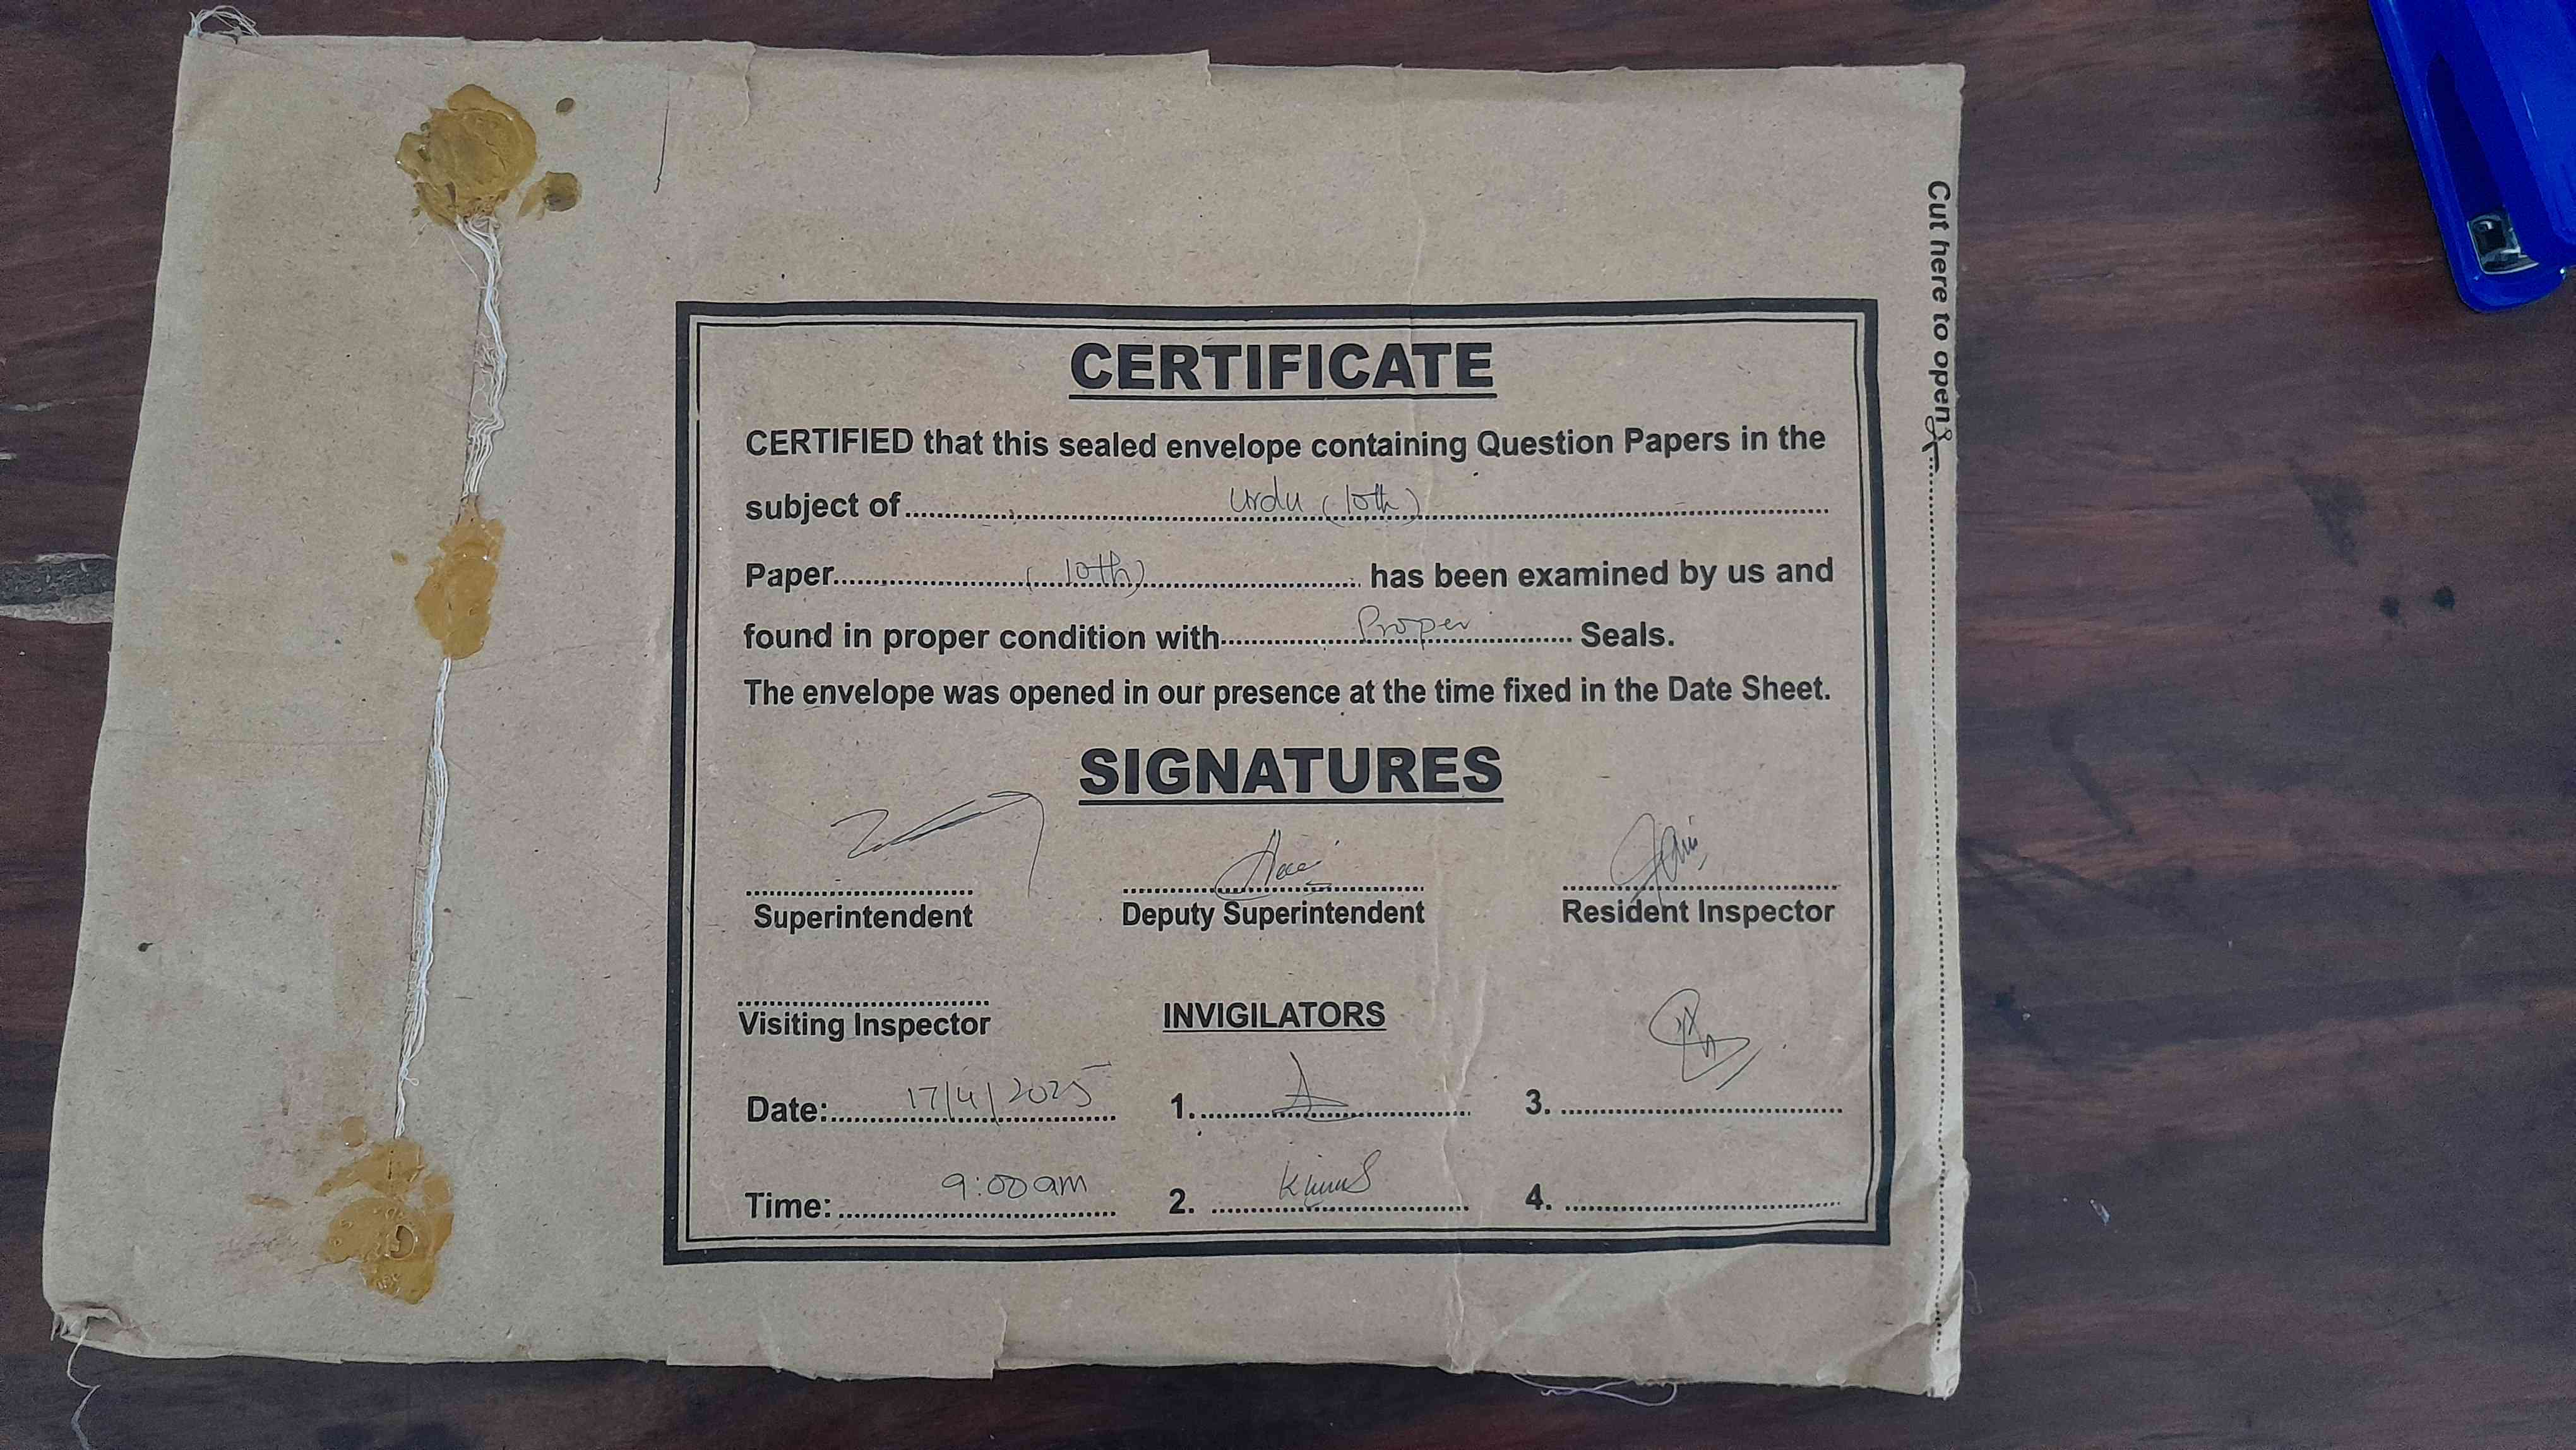 CERTIFICATE
CERTIFIED that this sealed envelope containing Question Papers in the
subject of.......... Urdu (10th) ..........
Paper.......... (10th) .......... has been examined by us and
found in proper condition with.......... Proper .......... Seals.
The envelope was opened in our presence at the time fixed in the Date Sheet.
SIGNATURES
Superintendent Deputy Superintendent Resident Inspector
Visiting Inspector INVIGILATORS
Date:.......... 17/4/2025 1........... 3. ..........
Time: .......... 9:00 am 2. .......... 4. ..........
Cut here to open